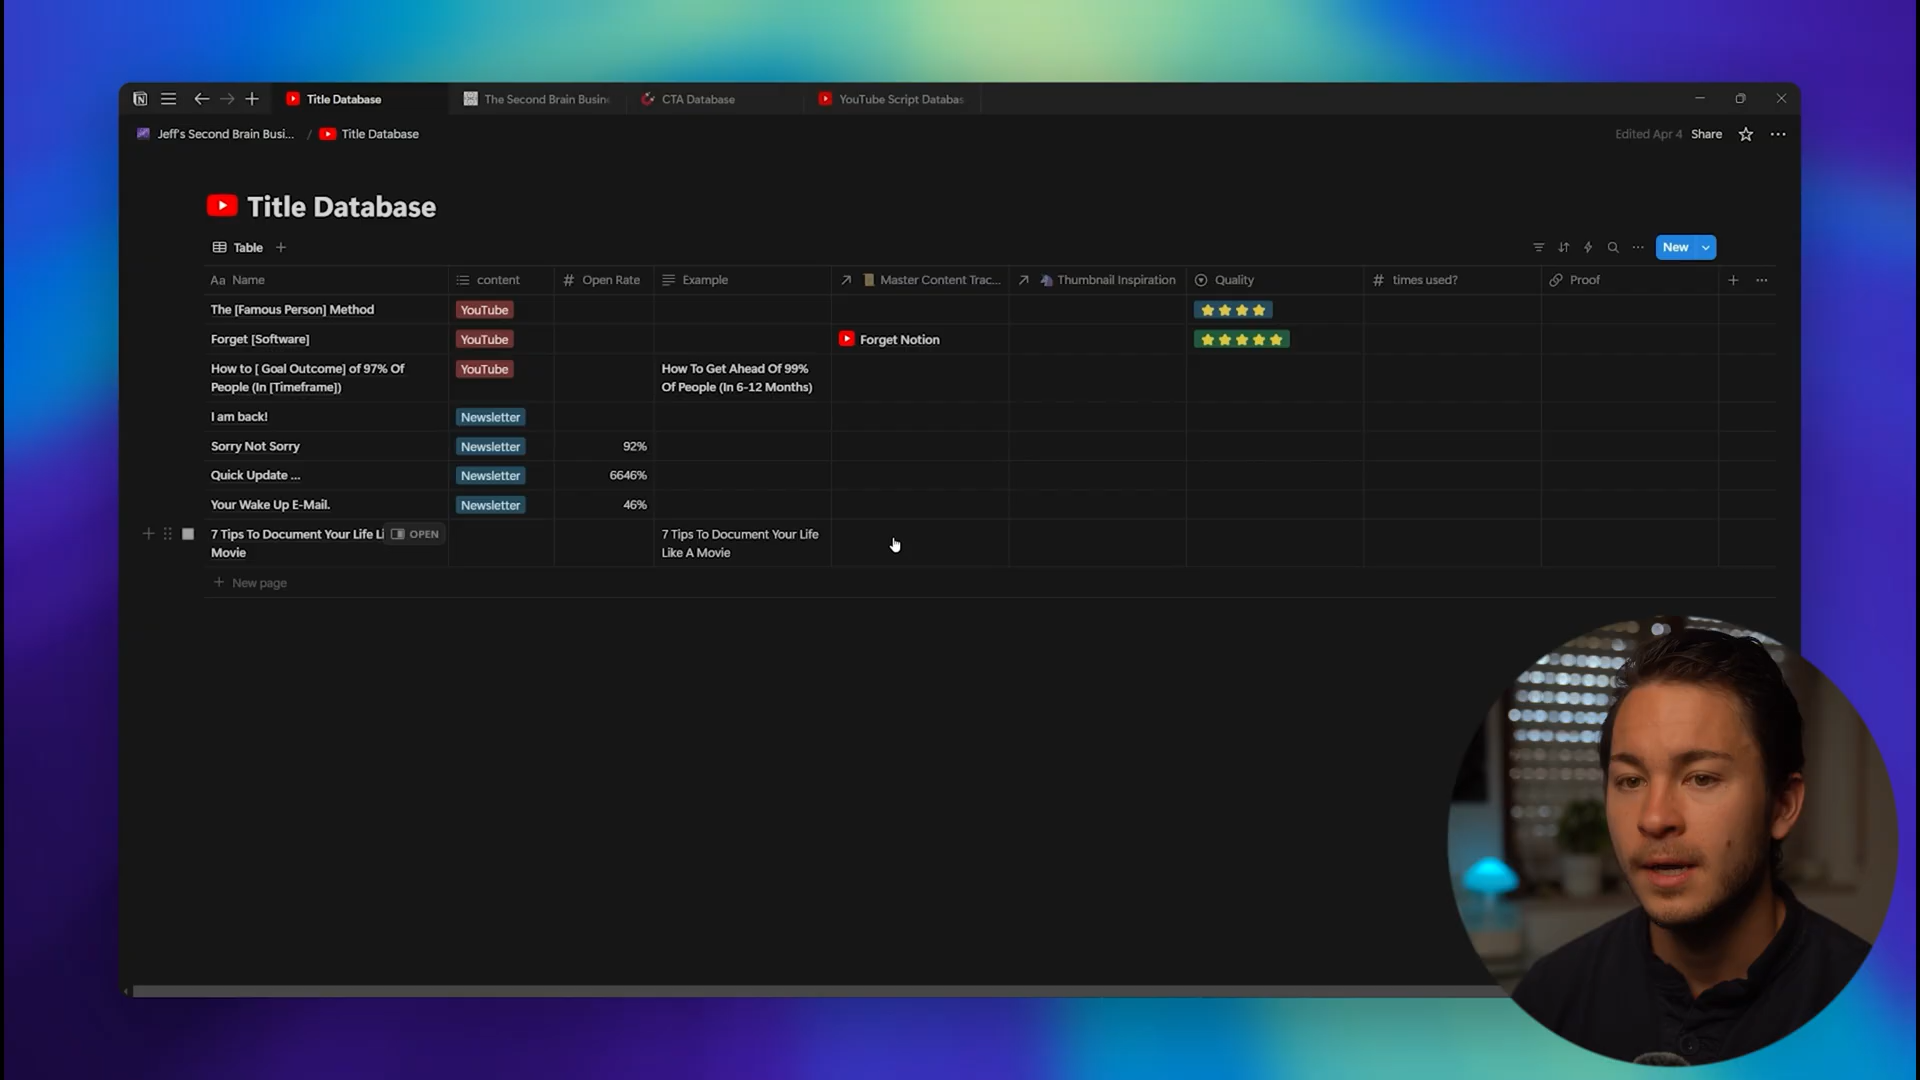 Title Database
The Second Brain Busin
CTA Database
YouTube Script Databas
Jeff's Second Brain Busi... / Title Database
Edited Apr 4 Share
Title Database
Table
New
Aa Name
content
# Open Rate
Example
Master Content Trac...
Thumbnail Inspiration
Quality
# times used?
Proof
The [Famous Person] Method
YouTube
Forget [Software]
YouTube
Forget Notion
How to [ Goal Outcome] of 97% Of
People (In [Timeframe])
YouTube
How To Get Ahead Of 99%
Of People (In 6-12 Months)
I am back!
Newsletter
Sorry Not Sorry
Newsletter
92%
Quick Update ...
Newsletter
6646%
Your Wake Up E-Mail.
Newsletter
46%
7 Tips To Document Your Life Li
Movie
OPEN
7 Tips To Document Your Life
Like A Movie
+ New page